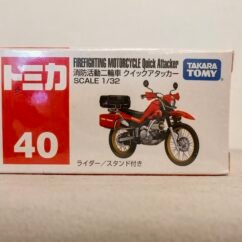 トミカ
40
FIREFIGHTING MOTORCYCLE Quick Attacker
消防活動二輪車 クイックアタッカー
SCALE 1/32
TAKARA
TOMY
ライダー/スタンド付き